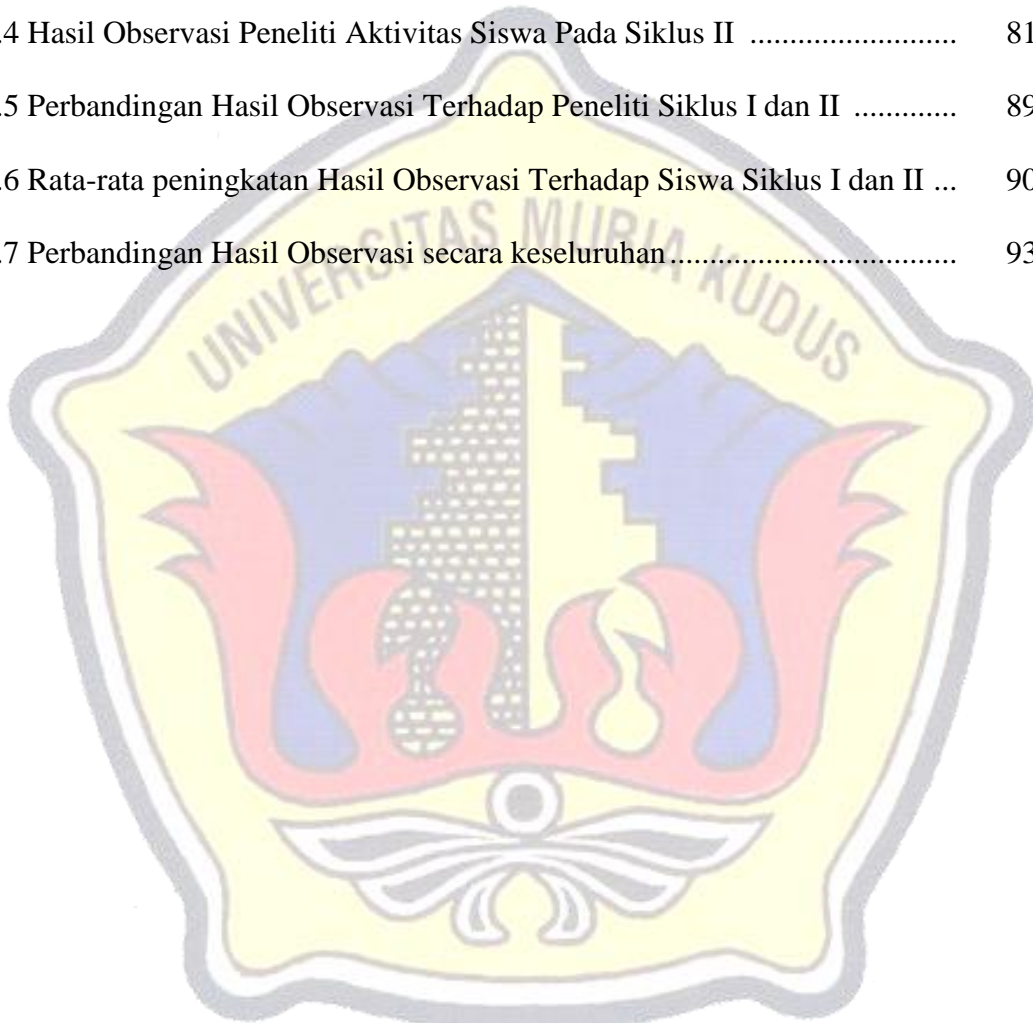 .4 Hasil Observasi Peneliti Aktivitas Siswa Pada Siklus II .......................... 81
.5 Perbandingan Hasil Observasi Terhadap Peneliti Siklus I dan II ............. 89
.6 Rata-rata peningkatan Hasil Observasi Terhadap Siswa Siklus I dan II ... 90
.7 Perbandingan Hasil Observasi secara keseluruhan.................................... 93
UNIVERSITAS MURIA KUDUS